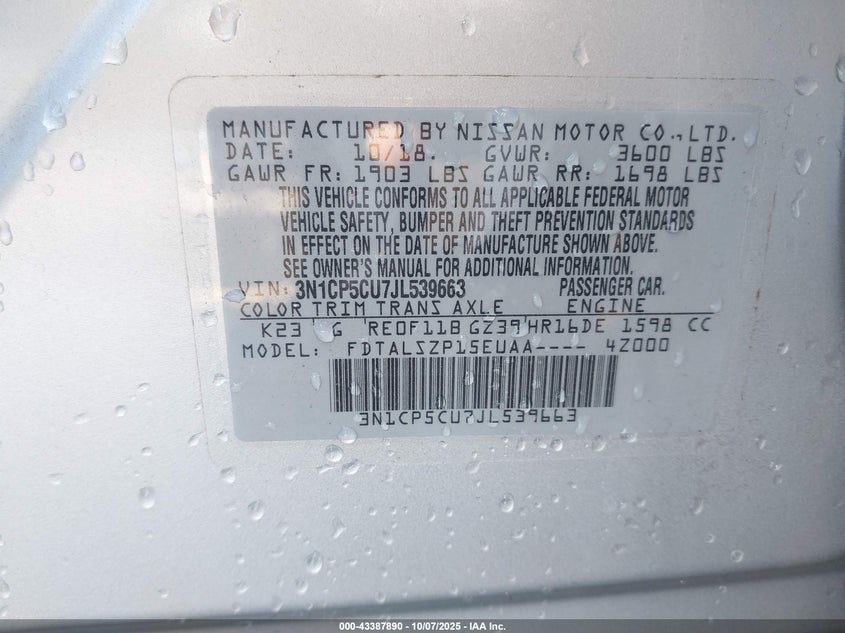 MANUFACTURED BY NISSAN MOTOR CO., LTD.
DATE: 10/18. GVWR: 3600 LBS
GAWR FR: 1903 LBS GAWR RR: 1698 LBS
THIS VEHICLE CONFORMS TO ALL APPLICABLE FEDERAL MOTOR
VEHICLE SAFETY, BUMPER AND THEFT PREVENTION STANDARDS
IN EFFECT ON THE DATE OF MANUFACTURE SHOWN ABOVE.
SEE OWNER'S MANUAL FOR ADDITIONAL INFORMATION.
VIN: 3N1CP5CU7JL539663 PASSENGER CAR.
COLOR TRIM TRANS AXLE ENGINE
K23 G RE0F11B GZ39 HR16DE 1598 CC
MODEL: FDTALSZP15EUAA---- 4Z000
3N1CP5CU7JL539663
000-43387890 - 10/07/2025 - IAA Inc.